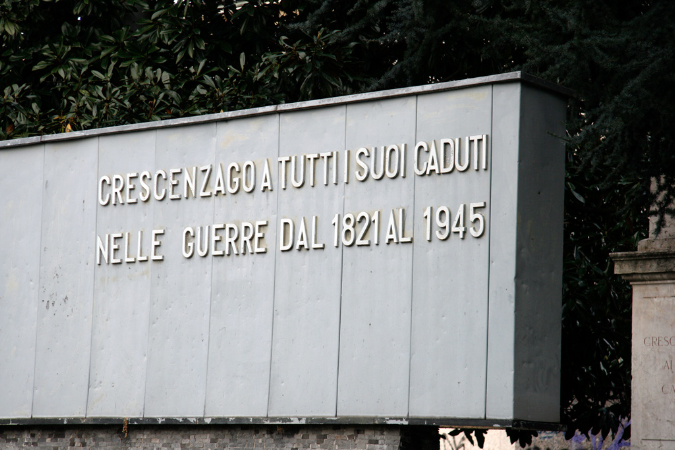 CRESCENZAGO A TUTTI I SUOI CADUTI
NELLE GUERRE DAL 1821 AL 1945